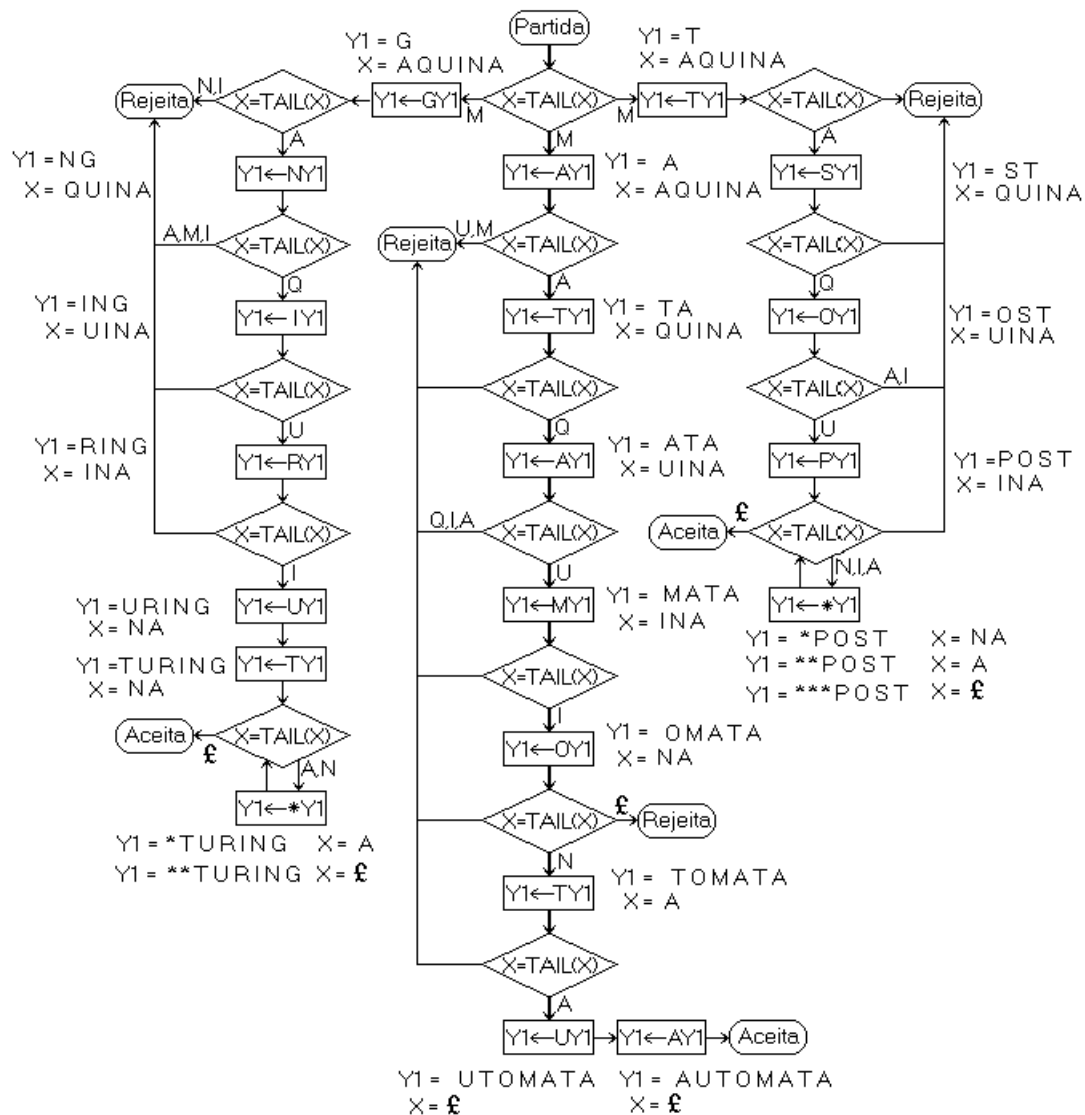 Partida
Y1 = G
X = AQUINA
Y1 = T
X = AQUINA
Rejeita
N,I
X=TAIL(X)
Y1←GY1
M
X=TAIL(X)
M
Y1←TY1
X=TAIL(X)
Rejeita
A
M
A
Y1 = NG
X = QUINA
Y1←NY1
Y1←AY1
Y1 = A
X = AQUINA
Y1←SY1
Y1 = ST
X = QUINA
A,M,I
X=TAIL(X)
Rejeita
U,M
X=TAIL(X)
X=TAIL(X)
Q
A
Q
Y1 = ING
X = UINA
Y1←IY1
Y1←TY1
Y1 = TA
X = QUINA
Y1←OY1
Y1 = OST
X = UINA
X=TAIL(X)
X=TAIL(X)
X=TAIL(X)
A,I
U
Q
U
Y1=RING
X = INA
Y1←RY1
Y1←AY1
Y1 = ATA
X = UINA
Y1←PY1
Y1=POST
X = INA
X=TAIL(X)
Q,I,A
X=TAIL(X)
Aceita
£
X=TAIL(X)
I
U
N,I,A
Y1=URING
X = NA
Y1←UY1
Y1←MY1
Y1 = MATA
X = INA
Y1←*Y1
Y1 = *POST X = NA
Y1 = **POST X = A
Y1 = ***POST X = £
Y1=TURING
X = NA
Y1←TY1
X=TAIL(X)
I
Aceita
£
X=TAIL(X)
Y1←OY1
Y1 = OMATA
X = NA
A,N
Y1←*Y1
X=TAIL(X)
£
Rejeita
Y1 = *TURING X = A
Y1 = **TURING X = £
N
Y1←TY1
Y1 = TOMATA
X = A
X=TAIL(X)
A
Y1←UY1
Y1←AY1
Aceita
Y1 = UTOMATA
X = £
Y1 = AUTOMATA
X = £